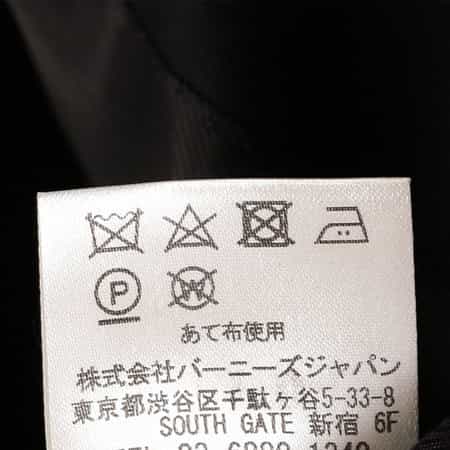 P W
あて布使用
株式会社バーニーズジャパン
東京都渋谷区千駄ヶ谷5-33-8
SOUTH GATE 新宿 6F